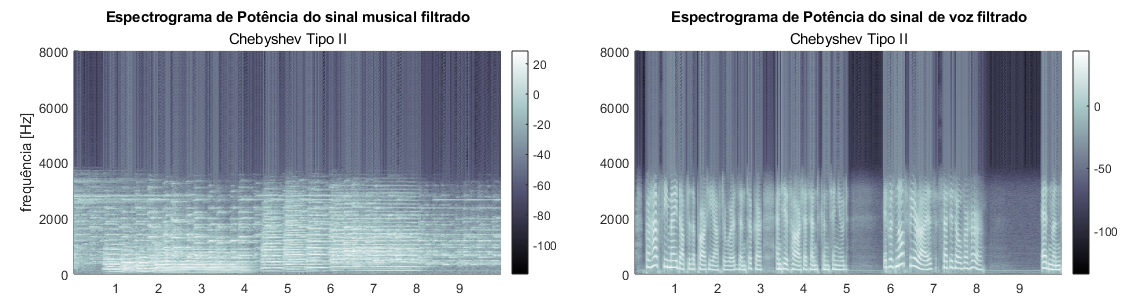 Espectrograma de Potência do sinal musical filtrado
Chebyshev Tipo II
frequência [Hz]
8000
6000
4000
2000
0
1 2 3 4 5 6 7 8 9
20
0
-20
-40
-60
-80
-100
Espectrograma de Potência do sinal de voz filtrado
Chebyshev Tipo II
8000
6000
4000
2000
0
1 2 3 4 5 6 7 8 9
0
-50
-100